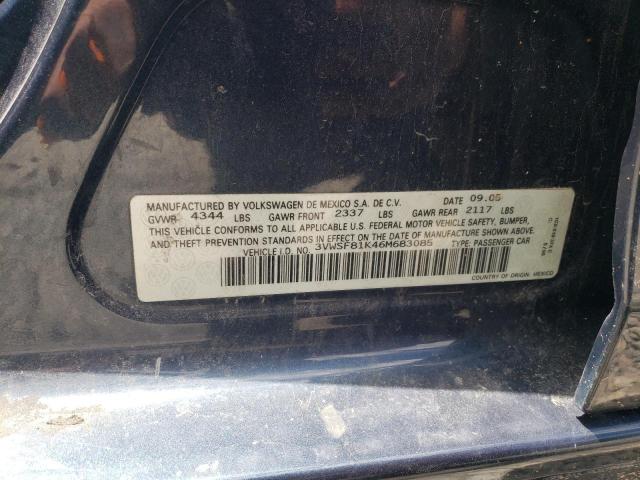 MANUFACTURED BY VOLKSWAGEN DE MEXICO S.A. DE C.V. DATE 09.05
GVWR 4344 LBS GAWR FRONT 2337 LBS GAWR REAR 2117 LBS
THIS VEHICLE CONFORMS TO ALL APPLICABLE U.S. FEDERAL MOTOR VEHICLE SAFETY, BUMPER,
AND THEFT PREVENTION STANDARDS IN EFFECT ON THE DATE OF MANUFACTURE SHOWN ABOVE.
VEHICLE I.D. NO. 3VWSF81K46M683085 TYPE: PASSENGER CAR
COUNTRY OF ORIGIN: MEXICO